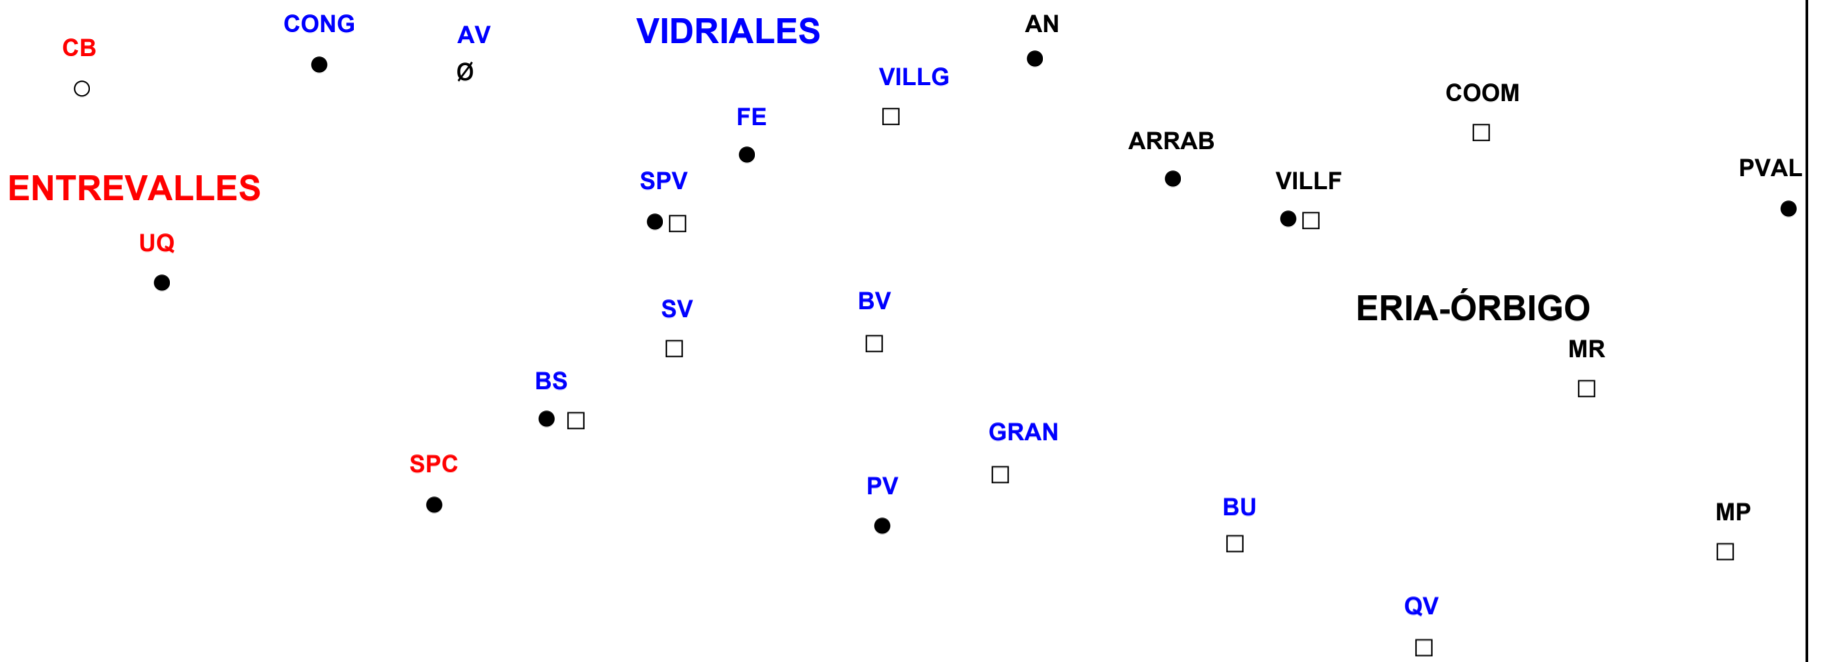 CONG
AN
VIDRIALES
AV
CB
VILLG
COOM
FE
ARRAB
PVAL
SPV
VILLF
ENTREVALLES
UQ
Ø
BV
SV
ERIA-ÓRBIGO
MR
BS
GRAN
SPC
PV
BU
MP
QV